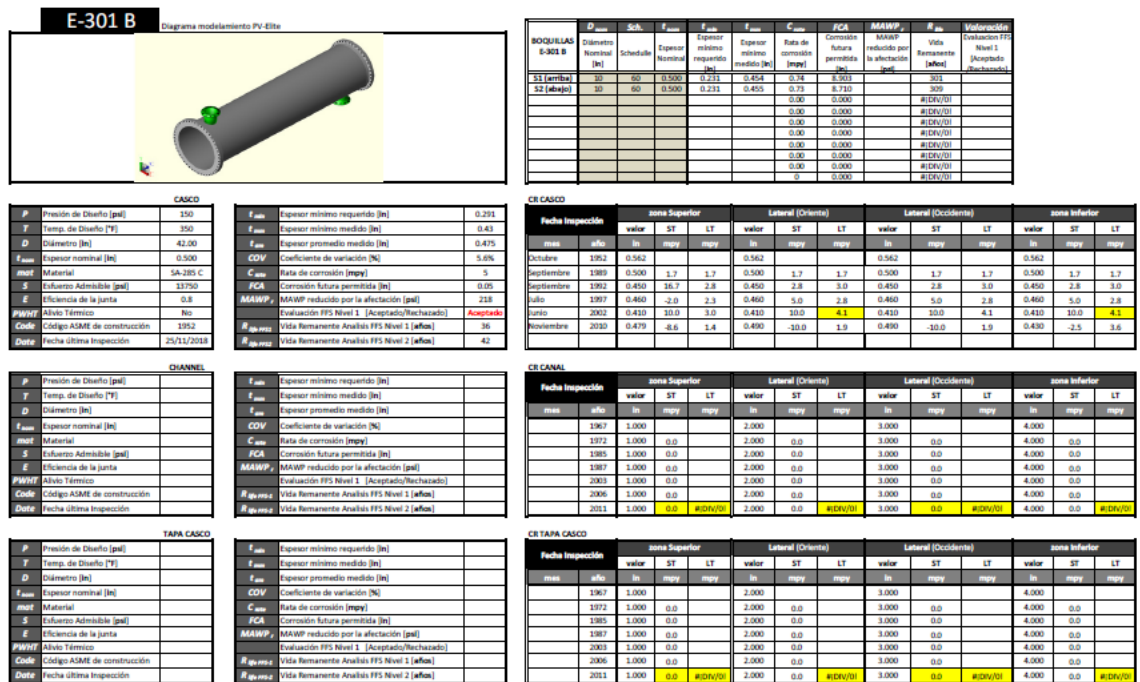 E-301 B
Diagrama modelamiento PV-Elite
BOQUILLAS E-301 B | D nom Diámetro Nominal [in] | Sch. Schedulle | t nom Espesor Nominal | Espesor mínimo requerido [in] | Espesor mínimo medido [in] | C rate Rata de corrosión [mpy] | FCA Corrosión futura permitida [in] | MAWP r MAWP reducido por la afectación [psi] | R life Vida Remanente [años] | Valoración Evaluacion FFS Nivel 1 [Aceptado /Rechazado]
S1 (arriba) 10 60 0.500 0.231 0.454 0.74 8.903 301
S2 (abajo) 10 60 0.500 0.231 0.455 0.73 8.710 309
0.00 0.000 #¡DIV/0!
0.00 0.000 #¡DIV/0!
0.00 0.000 #¡DIV/0!
0.00 0.000 #¡DIV/0!
0.00 0.000 #¡DIV/0!
0.00 0.000 #¡DIV/0!
0.00 0.000 #¡DIV/0!
0 0.000 #¡DIV/0!
CASCO
P Presión de Diseño [psi] 150
T Temp. de Diseño [°F] 350
D Diámetro [in] 42.00
t nom Espesor nominal [in] 0.500
mat Material SA-285 C
S Esfuerzo Admisible [psi] 13750
E Eficiencia de la junta 0.8
PWHT Alivio Térmico No
Code Código ASME de construcción 1952
Date Fecha última Inspección 25/11/2018
t min Espesor mínimo requerido [in] 0.291
Espesor mínimo medido [in] 0.43
Espesor promedio medido [in] 0.475
COV Coeficiente de variación [%] 5.6%
C rate Rata de corrosión [mpy] 5
FCA Corrosión futura permitida [in] 0.05
MAWP r MAWP reducido por la afectación [psi] 218
Evaluación FFS Nivel 1 [Aceptado/Rechazado] Aceptado
Vida Remanente Analisis FFS Nivel 1 [años] 36
Vida Remanente Analisis FFS Nivel 2 [años] 42
CR CASCO
Fecha Inspección | zona Superior | Lateral (Oriente) | Lateral (Occidente) | zona Inferior
valor ST LT valor ST LT valor ST LT valor ST LT
mes año in mpy mpy in mpy mpy in mpy mpy in mpy mpy
Octubre 1952 0.562 0.562 0.562 0.562
Septiembre 1989 0.500 1.7 1.7 0.500 1.7 1.7 0.500 1.7 1.7 0.500 1.7 1.7
Septiembre 1992 0.450 16.7 2.8 0.450 2.8 3.0 0.450 2.8 3.0 0.450 2.8 3.0
Julio 1997 0.460 -2.0 2.3 0.460 5.0 2.8 0.460 5.0 2.8 0.460 5.0 2.8
Junio 2002 0.410 10.0 3.0 0.410 10.0 4.1 0.410 10.0 4.1 0.410 10.0 4.1
Noviembre 2010 0.479 -8.6 1.4 0.490 -10.0 1.9 0.490 -10.0 1.9 0.430 -2.5 3.6
CHANNEL
P Presión de Diseño [psi]
T Temp. de Diseño [°F]
D Diámetro [in]
t nom Espesor nominal [in]
mat Material
S Esfuerzo Admisible [psi]
E Eficiencia de la junta
PWHT Alivio Térmico
Code Código ASME de construcción
Date Fecha última Inspección
t min Espesor mínimo requerido [in]
Espesor mínimo medido [in]
Espesor promedio medido [in]
COV Coeficiente de variación [%]
C rate Rata de corrosión [mpy]
FCA Corrosión futura permitida [in]
MAWP r MAWP reducido por la afectación [psi]
Evaluación FFS Nivel 1 [Aceptado/Rechazado]
Vida Remanente Analisis FFS Nivel 1 [años]
Vida Remanente Analisis FFS Nivel 2 [años]
CR CANAL
Fecha Inspección | zona Superior | Lateral (Oriente) | Lateral (Occidente) | zona Inferior
valor ST LT valor ST LT valor ST LT valor ST LT
mes año in mpy mpy in mpy mpy in mpy mpy in mpy mpy
1967 1.000 2.000 3.000 4.000
1972 1.000 0.0 2.000 0.0 3.000 0.0 4.000 0.0
1985 1.000 0.0 2.000 0.0 3.000 0.0 4.000 0.0
1987 1.000 0.0 2.000 0.0 3.000 0.0 4.000 0.0
2003 1.000 0.0 2.000 0.0 3.000 0.0 4.000 0.0
2006 1.000 0.0 2.000 0.0 3.000 0.0 4.000 0.0
2011 1.000 0.0 #¡DIV/0! 2.000 0.0 #¡DIV/0! 3.000 0.0 #¡DIV/0! 4.000 0.0 #¡DIV/0!
TAPA CASCO
P Presión de Diseño [psi]
T Temp. de Diseño [°F]
D Diámetro [in]
t nom Espesor nominal [in]
mat Material
S Esfuerzo Admisible [psi]
E Eficiencia de la junta
PWHT Alivio Térmico
Code Código ASME de construcción
Date Fecha última Inspección
t min Espesor mínimo requerido [in]
Espesor mínimo medido [in]
Espesor promedio medido [in]
COV Coeficiente de variación [%]
C rate Rata de corrosión [mpy]
FCA Corrosión futura permitida [in]
MAWP r MAWP reducido por la afectación [psi]
Evaluación FFS Nivel 1 [Aceptado/Rechazado]
Vida Remanente Analisis FFS Nivel 1 [años]
Vida Remanente Analisis FFS Nivel 2 [años]
CR TAPA CASCO
Fecha Inspección | zona Superior | Lateral (Oriente) | Lateral (Occidente) | zona Inferior
valor ST LT valor ST LT valor ST LT valor ST LT
mes año in mpy mpy in mpy mpy in mpy mpy in mpy mpy
1967 1.000 2.000 3.000 4.000
1972 1.000 0.0 2.000 0.0 3.000 0.0 4.000 0.0
1985 1.000 0.0 2.000 0.0 3.000 0.0 4.000 0.0
1987 1.000 0.0 2.000 0.0 3.000 0.0 4.000 0.0
2003 1.000 0.0 2.000 0.0 3.000 0.0 4.000 0.0
2006 1.000 0.0 2.000 0.0 3.000 0.0 4.000 0.0
2011 1.000 0.0 #¡DIV/0! 2.000 0.0 #¡DIV/0! 3.000 0.0 #¡DIV/0! 4.000 0.0 #¡DIV/0!